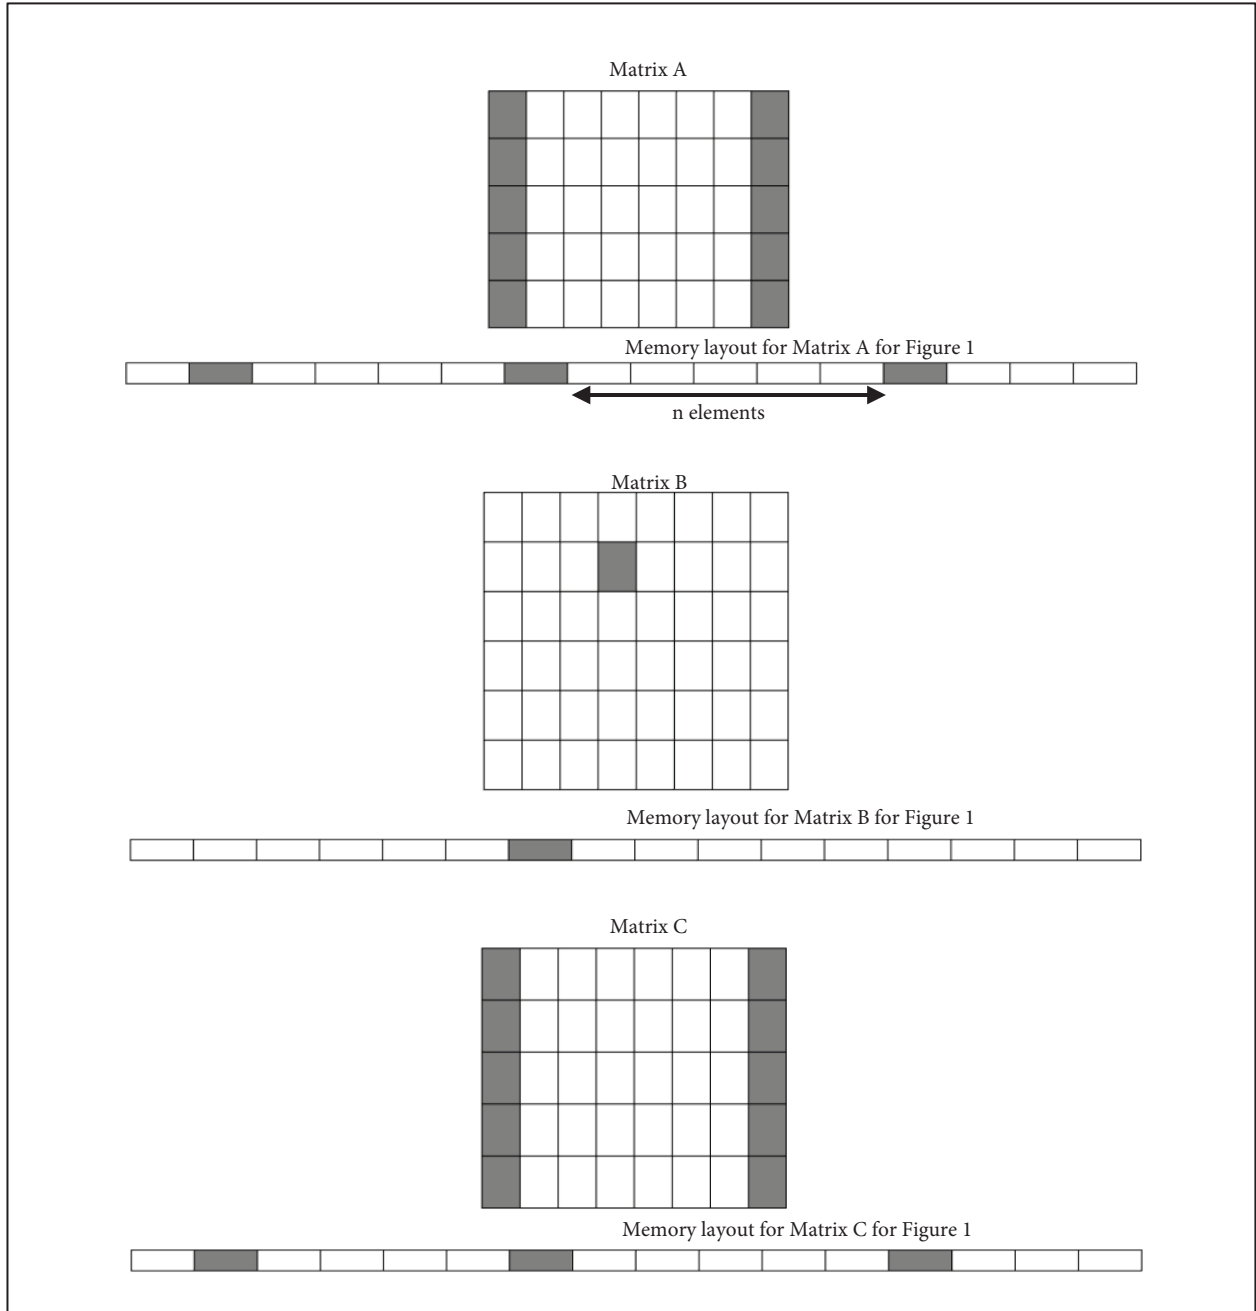 Matrix A
Memory layout for Matrix A for Figure 1
n elements
Matrix B
Memory layout for Matrix B for Figure 1
Matrix C
Memory layout for Matrix C for Figure 1